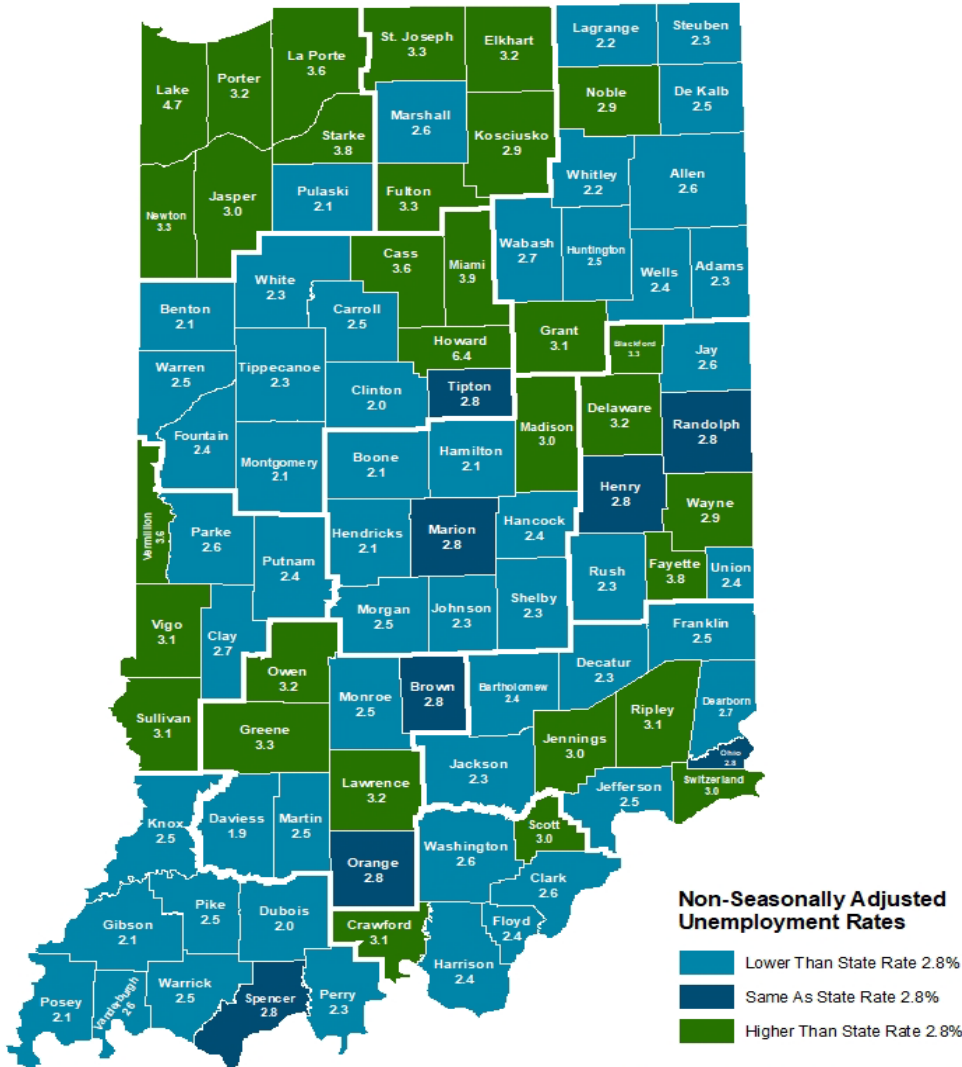 Lagrange
2.2
Steuben
2.3
St. Joseph
3.3
Elkhart
3.2
La Porte
3.6
Porter
3.2
Lake
4.7
Noble
2.9
De Kalb
2.5
Marshall
2.6
Kosciusko
2.9
Starke
3.8
Whitley
2.2
Allen
2.6
Pulaski
2.1
Fulton
3.3
Jasper
3.0
Newton
3.3
Wabash
2.7
Huntington
2.5
Wells
2.4
Adams
2.3
Cass
3.6
Miami
3.9
White
2.3
Carroll
2.5
Benton
2.1
Howard
6.4
Grant
3.1
Blackford
3.3
Jay
2.6
Warren
2.5
Tippecanoe
2.3
Clinton
2.0
Tipton
2.8
Madison
3.0
Delaware
3.2
Randolph
2.8
Fountain
2.4
Montgomery
2.1
Boone
2.1
Hamilton
2.1
Henry
2.8
Wayne
2.9
Vermillion
3.6
Parke
2.6
Putnam
2.4
Hendricks
2.1
Marion
2.8
Hancock
2.4
Rush
2.3
Fayette
3.8
Union
2.4
Vigo
3.1
Clay
2.7
Morgan
2.5
Johnson
2.3
Shelby
2.3
Franklin
2.5
Owen
3.2
Monroe
2.5
Brown
2.8
Bartholomew
2.4
Decatur
2.3
Dearborn
2.7
Sullivan
3.1
Greene
3.3
Ripley
3.1
Jennings
3.0
Ohio
2.8
Lawrence
3.2
Jackson
2.3
Jefferson
2.5
Switzerland
3.0
Knox
2.5
Daviess
1.9
Martin
2.5
Scott
3.0
Washington
2.6
Orange
2.8
Clark
2.6
Pike
2.5
Dubois
2.0
Gibson
2.1
Crawford
3.1
Floyd
2.4
Harrison
2.4
Warrick
2.5
Posey
2.1
Vanderburgh
2.6
Spencer
2.8
Perry
2.3
Non-Seasonally Adjusted
Unemployment Rates
Lower Than State Rate 2.8%
Same As State Rate 2.8%
Higher Than State Rate 2.8%